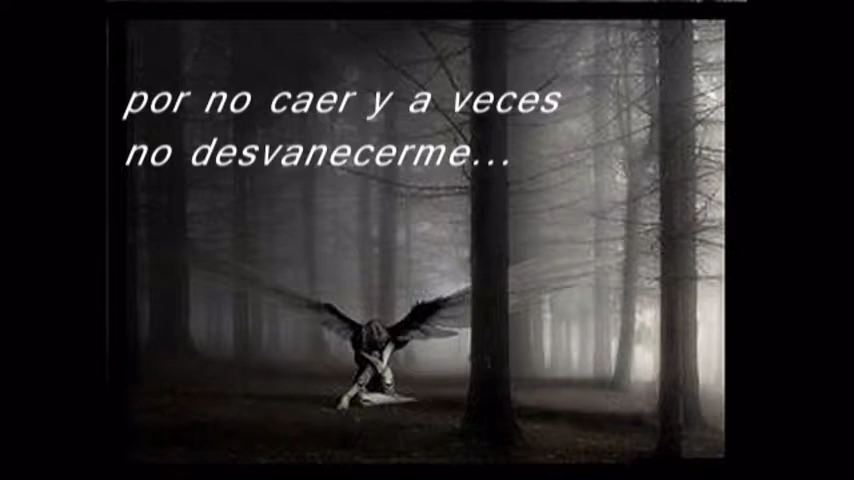 por no caer y a veces
no desvanecerme...